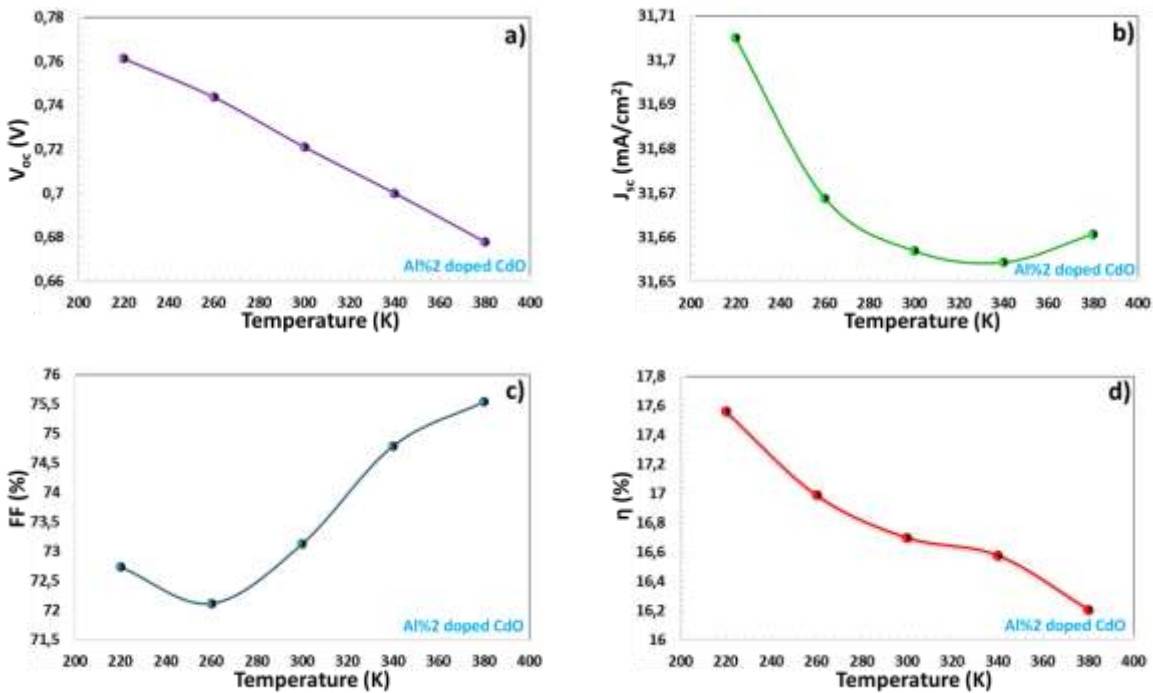 a)
0,78
0,76
0,74
0,72
0,7
0,68
0,66
V_oc (V)
Al%2 doped CdO
200 220 240 260 280 300 320 340 360 380 400
Temperature (K)
b)
31,71
31,7
31,69
31,68
31,67
31,66
31,65
J_sc (mA/cm²)
Al%2 doped CdO
200 220 240 260 280 300 320 340 360 380 400
Temperature (K)
c)
76
75,5
75
74,5
74
73,5
73
72,5
72
71,5
FF (%)
Al%2 doped CdO
200 220 240 260 280 300 320 340 360 380 400
Temperature (K)
d)
17,8
17,6
17,4
17,2
17
16,8
16,6
16,4
16,2
16
η (%)
Al%2 doped CdO
200 220 240 260 280 300 320 340 360 380 400
Temperature (K)